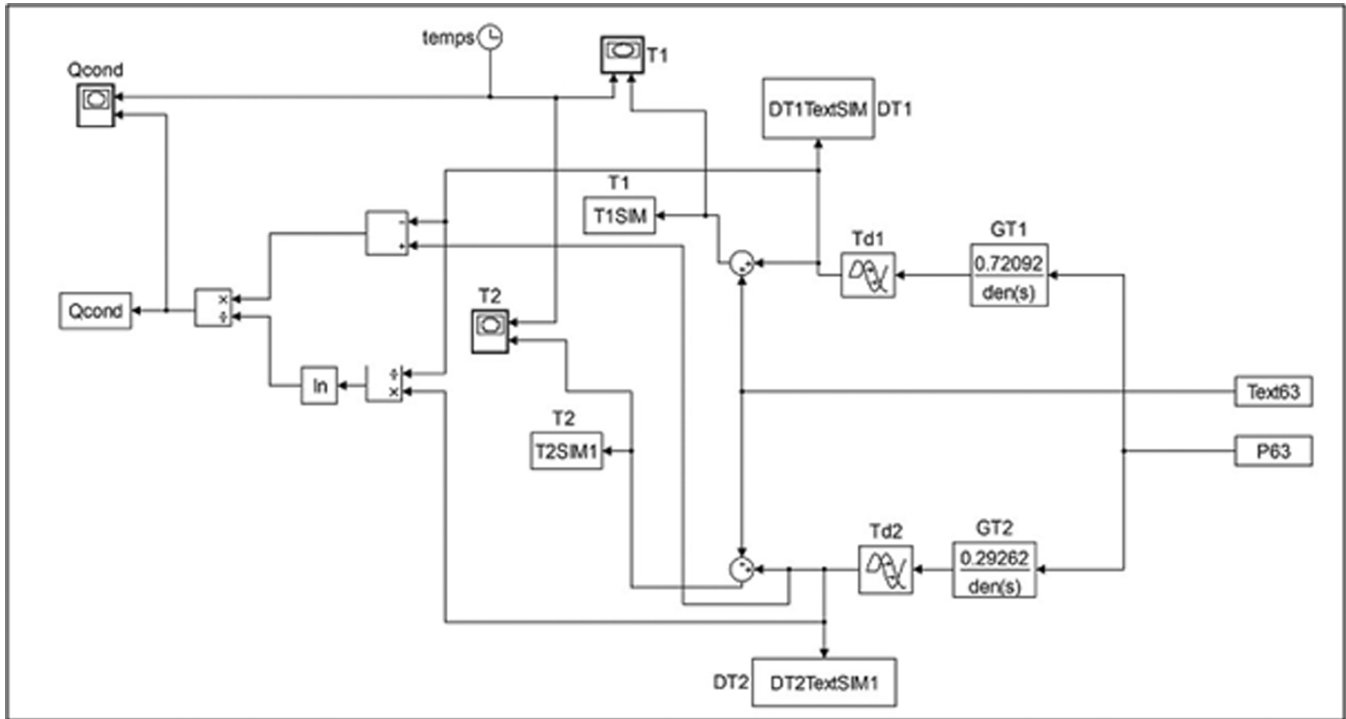 temps
T1
Qcond
DT1TextSIM
DT1
T1
T1SIM
Td1
GT1
0.72092
den(s)
-
+
×
÷
Qcond
T2
ln
÷
×
Text63
T2
T2SIM1
P63
Td2
GT2
0.29262
den(s)
DT2
DT2TextSIM1